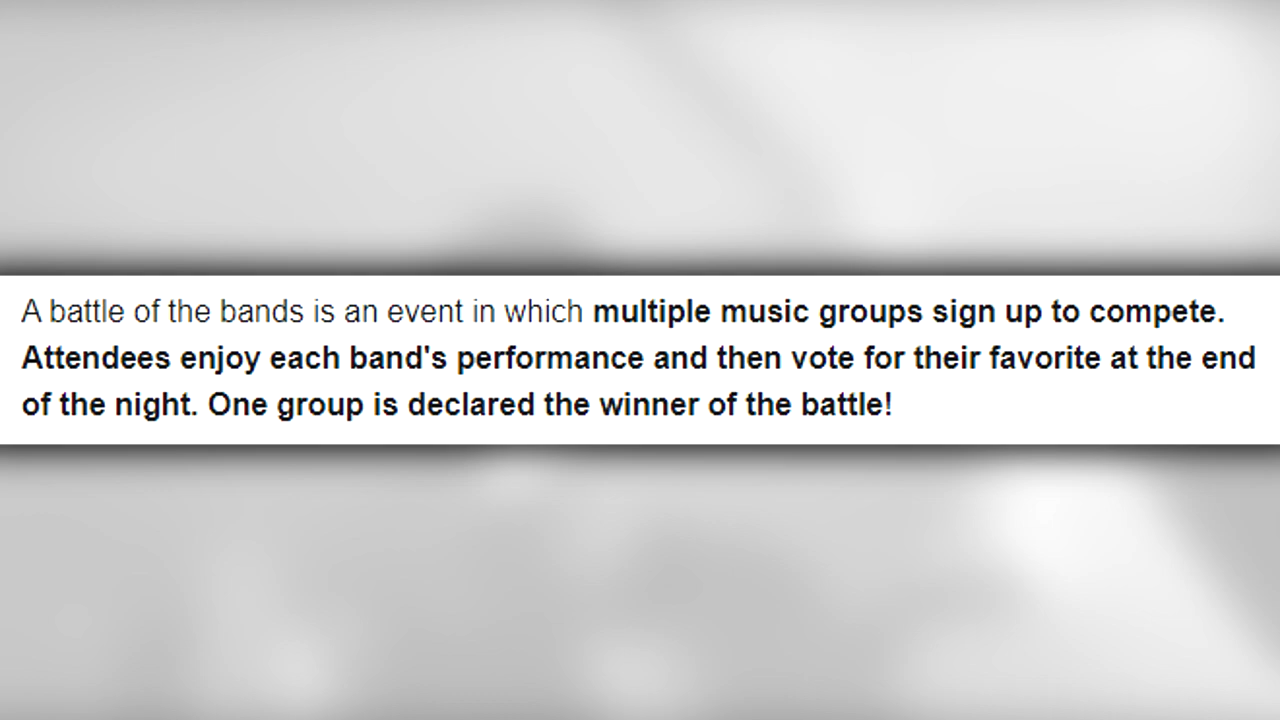 A battle of the bands is an event in which multiple music groups sign up to compete.
Attendees enjoy each band's performance and then vote for their favorite at the end
of the night. One group is declared the winner of the battle!